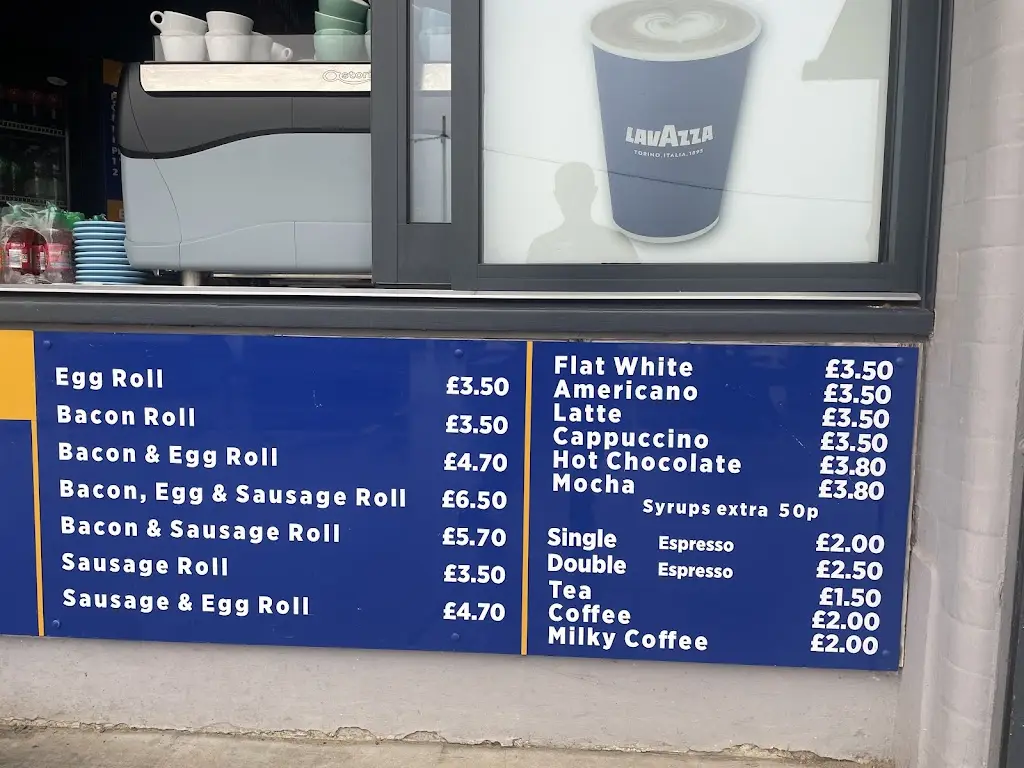 Astoria
LAVAZZA
TORINO, ITALIA, 1895
Egg Roll £3.50
Bacon Roll £3.50
Bacon & Egg Roll £4.70
Bacon, Egg & Sausage Roll £6.50
Bacon & Sausage Roll £5.70
Sausage Roll £3.50
Sausage & Egg Roll £4.70
Flat White £3.50
Americano £3.50
Latte £3.50
Cappuccino £3.50
Hot Chocolate £3.80
Mocha £3.80
Syrups extra 50p
Single Espresso £2.00
Double Espresso £2.50
Tea £1.50
Coffee £2.00
Milky Coffee £2.00